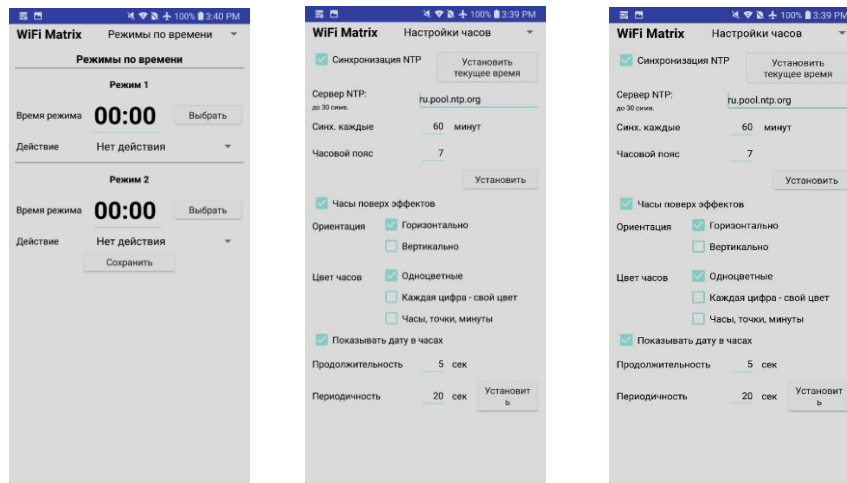 100% 3:40 PM
WiFi Matrix Режимы по времени
Режимы по времени
Режим 1
Время режима 00:00 Выбрать
Действие Нет действия
Режим 2
Время режима 00:00 Выбрать
Действие Нет действия
Сохранить
100% 3:39 PM
WiFi Matrix Настройки часов
Синхронизация NTP Установить
текущее время
Сервер NTP: ru.pool.ntp.org
до 30 симв.
Синх. каждые 60 минут
Часовой пояс 7
Установить
Часы поверх эффектов
Ориентация Горизонтально
Вертикально
Цвет часов Одноцветные
Каждая цифра - свой цвет
Часы, точки, минуты
Показывать дату в часах
Продолжительность 5 сек
Периодичность 20 сек Установит
ь
100% 3:39 PM
WiFi Matrix Настройки часов
Синхронизация NTP Установить
текущее время
Сервер NTP: ru.pool.ntp.org
до 30 симв.
Синх. каждые 60 минут
Часовой пояс 7
Установить
Часы поверх эффектов
Ориентация Горизонтально
Вертикально
Цвет часов Одноцветные
Каждая цифра - свой цвет
Часы, точки, минуты
Показывать дату в часах
Продолжительность 5 сек
Периодичность 20 сек Установит
ь